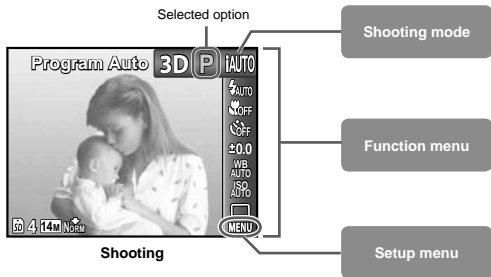 Selected option
Shooting mode
Program Auto 3D P iAUTO
AUTO
OFF
OFF
±0.0
Function menu
WB
AUTO
ISO
AUTO
SD 4 14M NORM
MENU
Shooting
Setup menu